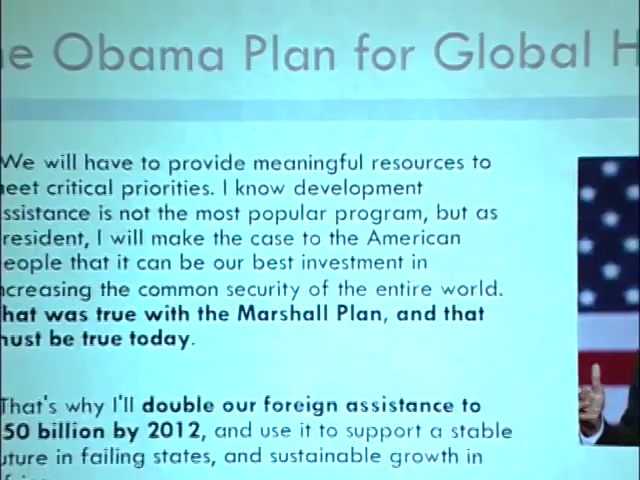 e Obama Plan for Global H
We will have to provide meaningful resources to
eet critical priorities. I know development
ssistance is not the most popular program, but as
resident, I will make the case to the American
eople that it can be our best investment in
ncreasing the common security of the entire world.
hat was true with the Marshall Plan, and that
nust be true today.
That's why I'll double our foreign assistance to
50 billion by 2012, and use it to support a stable
uture in failing states, and sustainable growth in